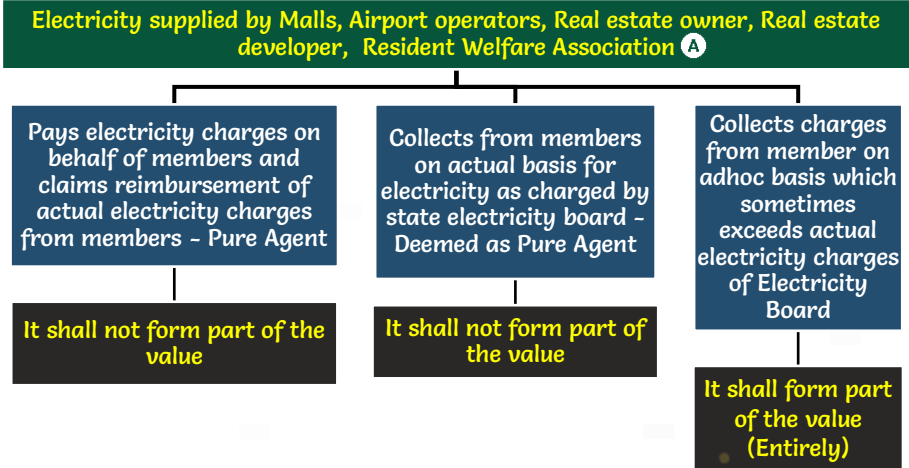 Electricity supplied by Malls, Airport operators, Real estate owner, Real estate
developer, Resident Welfare Association A
Pays electricity charges on
behalf of members and
claims reimbursement of
actual electricity charges
from members - Pure Agent
It shall not form part of the
value
Collects from members
on actual basis for
electricity as charged by
state electricity board -
Deemed as Pure Agent
It shall not form part of
the value
Collects charges
from member on
adhoc basis which
sometimes
exceeds actual
electricity charges
of Electricity
Board
It shall form part
of the value
(Entirely)